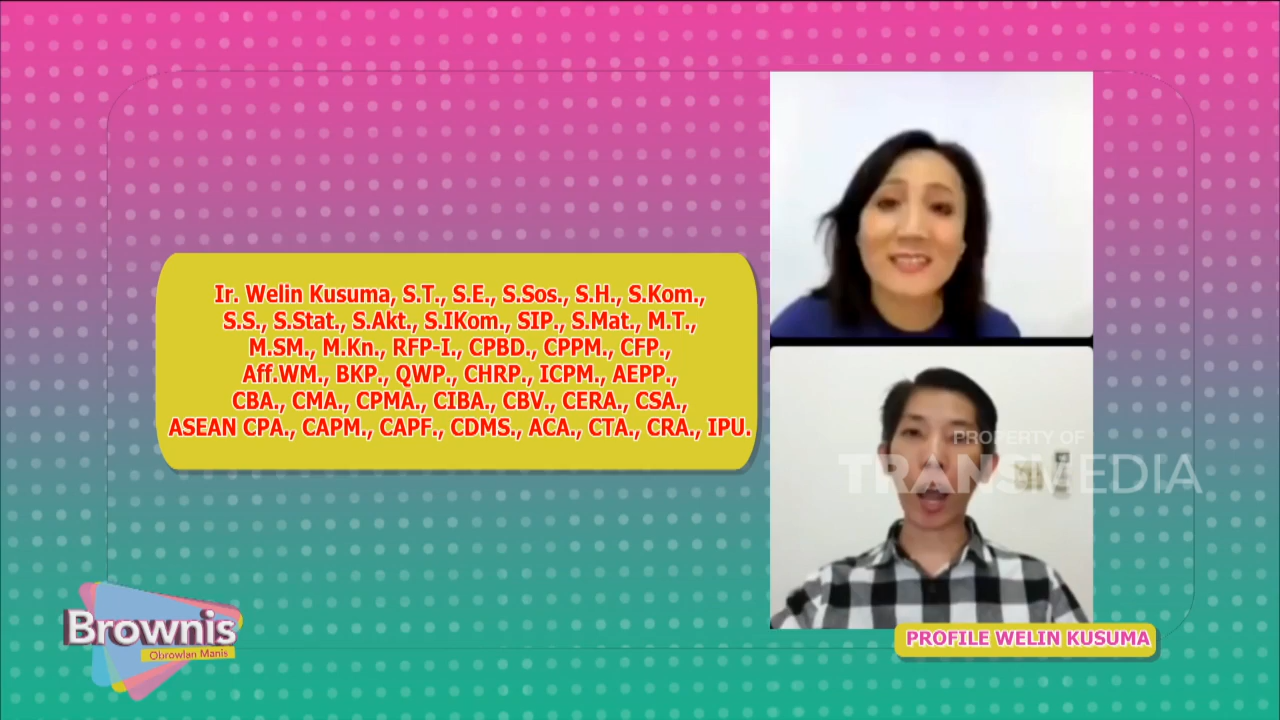 Ir. Welin Kusuma, S.T., S.E., S.Sos., S.H., S.Kom.,
S.S., S.Stat., S.Akt., S.IKom., SIP., S.Mat., M.T.,
M.SM., M.Kn., RFP-I., CPBD., CPPM., CFP.,
Aff.WM., BKP., QWP., CHRP., ICPM., AEPP.,
CBA., CMA., CPMA., CIBA., CBV., CERA., CSA.,
ASEAN CPA., CAPM., CAPF., CDMS., ACA., CTA., CRA., IPU.
PROPERTY OF
TRANSMEDIA
Brownis
Obrowlan Manis
PROFILE WELIN KUSUMA